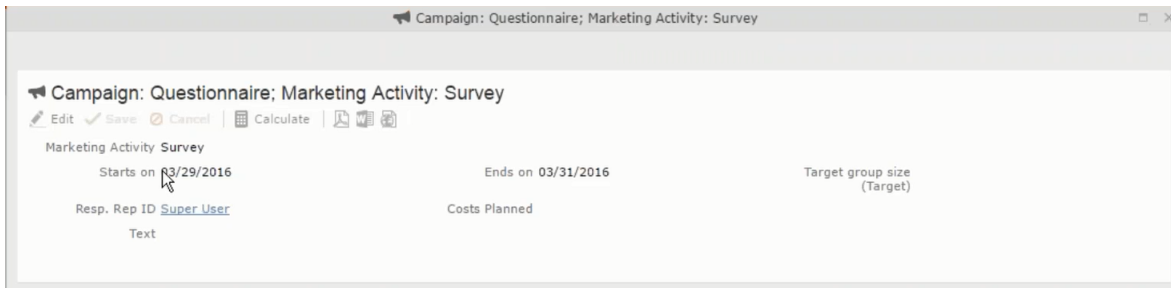 Campaign: Questionnaire; Marketing Activity: Survey
Campaign: Questionnaire; Marketing Activity: Survey
Edit Save Cancel Calculate
Marketing Activity Survey
Starts on 03/29/2016 Ends on 03/31/2016 Target group size
(Target)
Resp. Rep ID Super User Costs Planned
Text